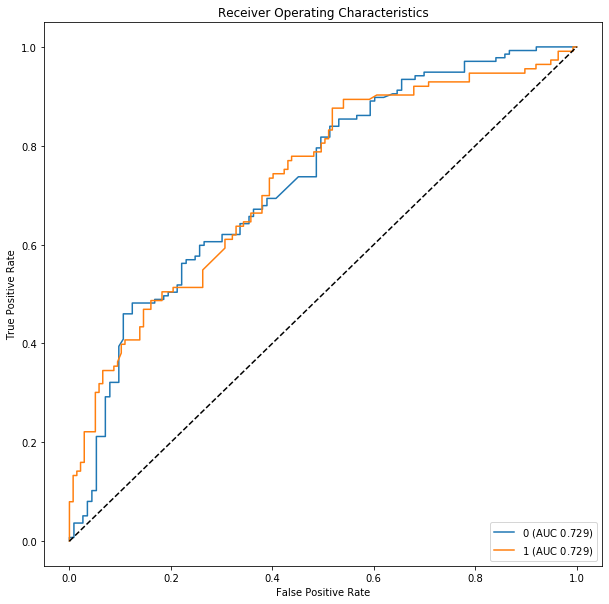 Receiver Operating Characteristics
True Positive Rate
1.0
0.8
0.6
0.4
0.2
0.0
0.0 0.2 0.4 0.6 0.8 1.0
False Positive Rate
0 (AUC 0.729)
1 (AUC 0.729)